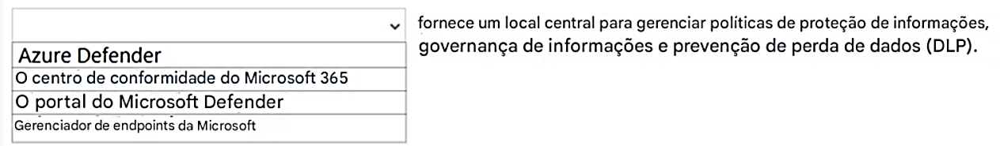 fornece um local central para gerenciar políticas de proteção de informações,
governança de informações e prevenção de perda de dados (DLP).
Azure Defender
O centro de conformidade do Microsoft 365
O portal do Microsoft Defender
Gerenciador de endpoints da Microsoft